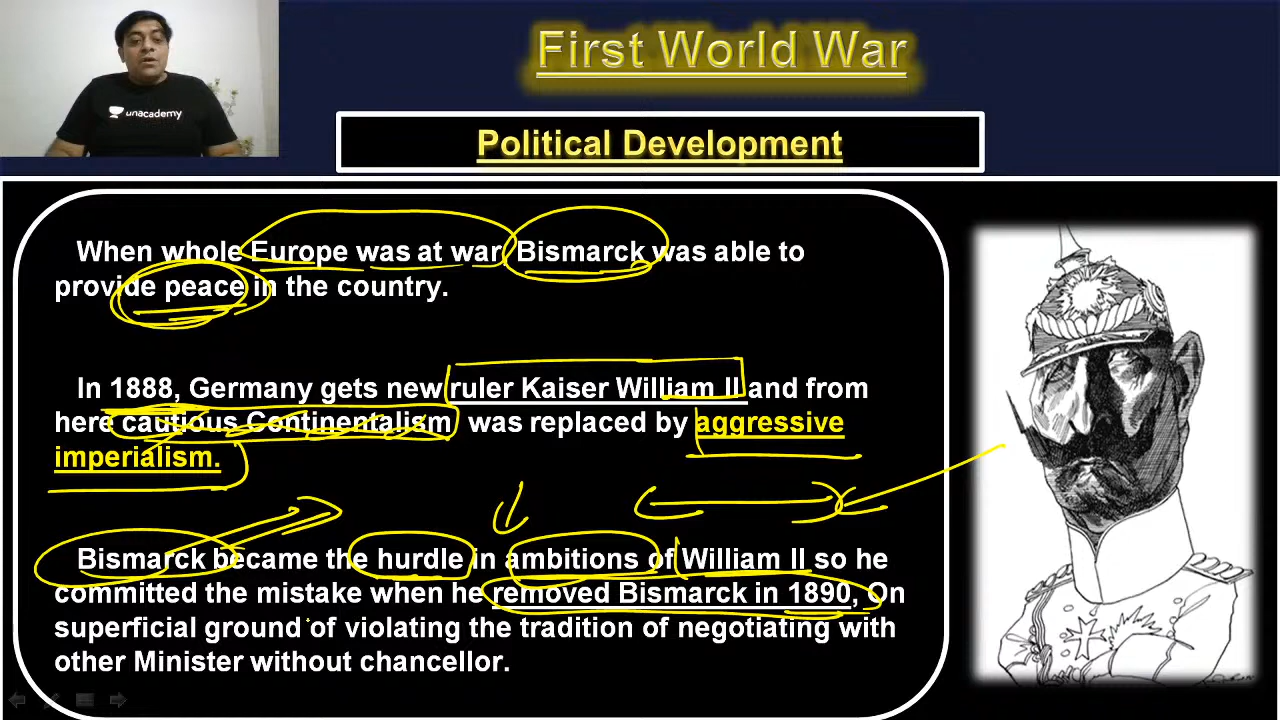 First World War
unacademy
Political Development
When whole Europe was at war Bismarck was able to
provide peace in the country.
In 1888, Germany gets new ruler Kaiser William II and from
here cautious Continentalism was replaced by aggressive
imperialism.
Bismarck became the hurdle in ambitions of William II so he
committed the mistake when he removed Bismarck in 1890, On
superficial ground of violating the tradition of negotiating with
other Minister without chancellor.